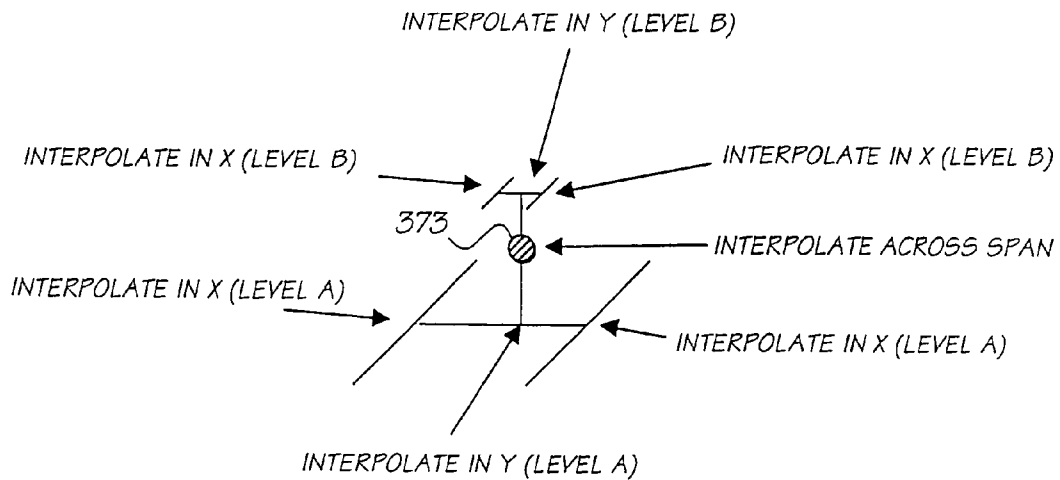 INTERPOLATE IN Y (LEVEL B)
INTERPOLATE IN X (LEVEL B)
INTERPOLATE IN X (LEVEL B)
373
INTERPOLATE ACROSS SPAN
INTERPOLATE IN X (LEVEL A)
INTERPOLATE IN X (LEVEL A)
INTERPOLATE IN Y (LEVEL A)